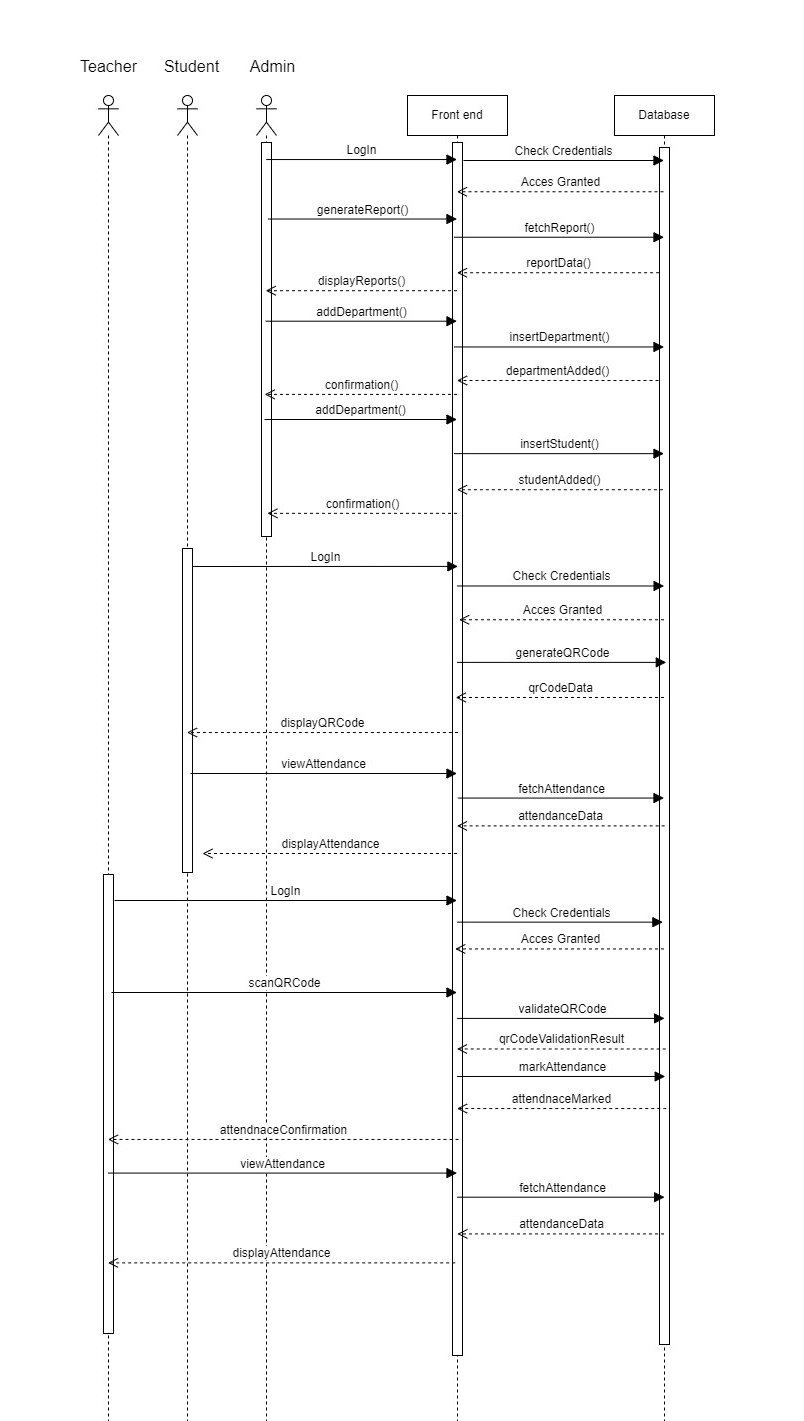 Teacher
Student
Admin
Front end
Database
LogIn
Check Credentials
Acces Granted
generateReport()
fetchReport()
reportData()
displayReports()
addDepartment()
insertDepartment()
departmentAdded()
confirmation()
addDepartment()
insertStudent()
studentAdded()
confirmation()
LogIn
Check Credentials
Acces Granted
generateQRCode
qrCodeData
displayQRCode
viewAttendance
fetchAttendance
attendanceData
displayAttendance
LogIn
Check Credentials
Acces Granted
scanQRCode
validateQRCode
qrCodeValidationResult
markAttendance
attendnaceMarked
attendnaceConfirmation
viewAttendance
fetchAttendance
attendanceData
displayAttendance